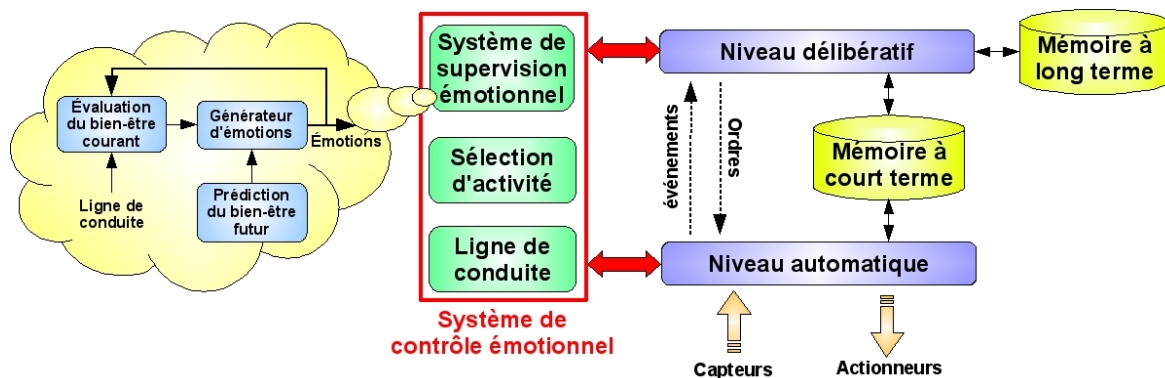 Évaluation
du bien-être
courant
Générateur
d'émotions
Émotions
Ligne de
conduite
Prédiction
du bien-être
futur
Système de
supervision
émotionnel
Sélection
d'activité
Ligne de
conduite
Système de
contrôle émotionnel
Niveau délibératif
Mémoire à
long terme
événements
Ordres
Mémoire à
court terme
Niveau automatique
Capteurs
Actionneurs